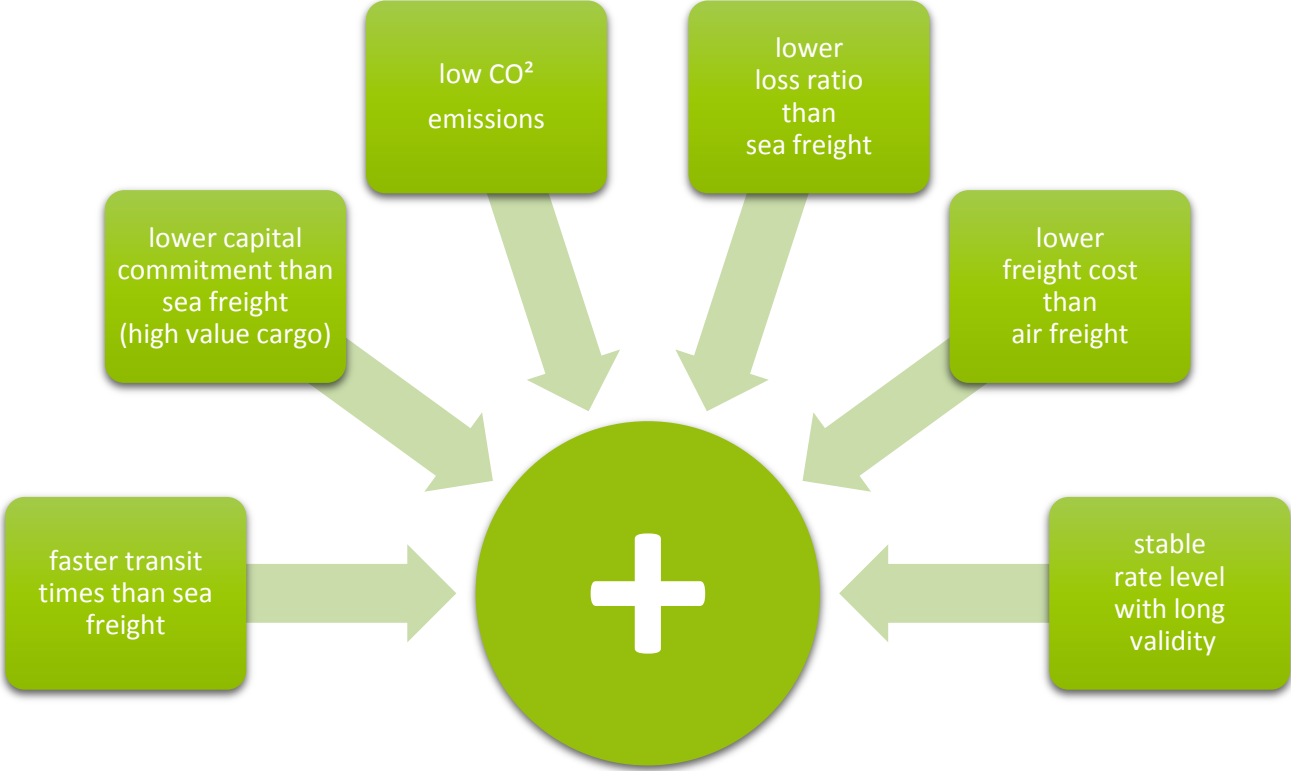 low CO²
emissions
lower
loss ratio
than
sea freight
lower capital
commitment than
sea freight
(high value cargo)
lower
freight cost
than
air freight
faster transit
times than sea
freight
stable
rate level
with long
validity